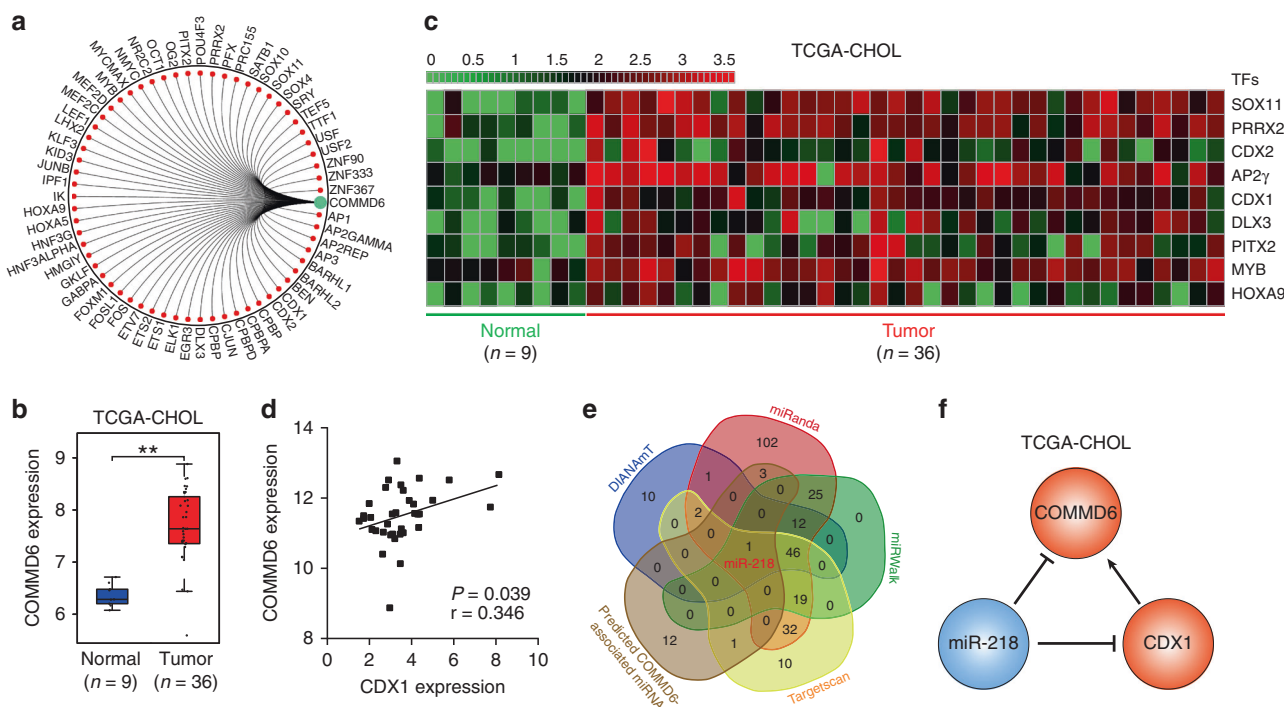 a
COMMD6
ZNF367
ZNF333
ZNF90
USF2
USF
TTF1
TEF5
SRY
SOX4
SOX11
SOX10
SATB1
PRC155
PFX
PRRX2
POU4F3
PITX2
OG2
OCT1
NR2C2
NMYC
MYCMAX
MYB
MEF2D
MEF2C
LEF1
LHX2
KLF3
KID3
JUNB
IPF1
IK
HOXA9
HOXA5
HNF3G
HNF3ALPHA
HMGIY
GKLF
GABPA
FOXM1
FOSL1
FOS
ETV7
ETS2
ETS1
ELK1
EGR3
DLX3
CPBP
CJUN
CPBPD
CPBPA
CPBP
CDX2
CDX1
BEN
BARHL2
BARHL1
AP3
AP2REP
AP2GAMMA
AP1
c
TCGA-CHOL
0 0.5 1 1.5 2 2.5 3 3.5
TFs
SOX11
PRRX2
CDX2
AP2γ
CDX1
DLX3
PITX2
MYB
HOXA9
Normal
(n = 9)
Tumor
(n = 36)
b
TCGA-CHOL
**
COMMD6 expression
9
8
7
6
Normal
(n = 9)
Tumor
(n = 36)
d
COMMD6 expression
14
12
10
8
P = 0.039
r = 0.346
0 2 4 6 8 10
CDX1 expression
e
miRanda
DIANAmT
miRWalk
Targetscan
Predicted COMMD6-
associated miRNA
102
3
1 0 25
10 0 0 0
0 2 0 12 0
0 0 1 46 0
miR-218
0 0 0 0
0 0 0 19
0 32
12 1 10
f
TCGA-CHOL
COMMD6
miR-218
CDX1